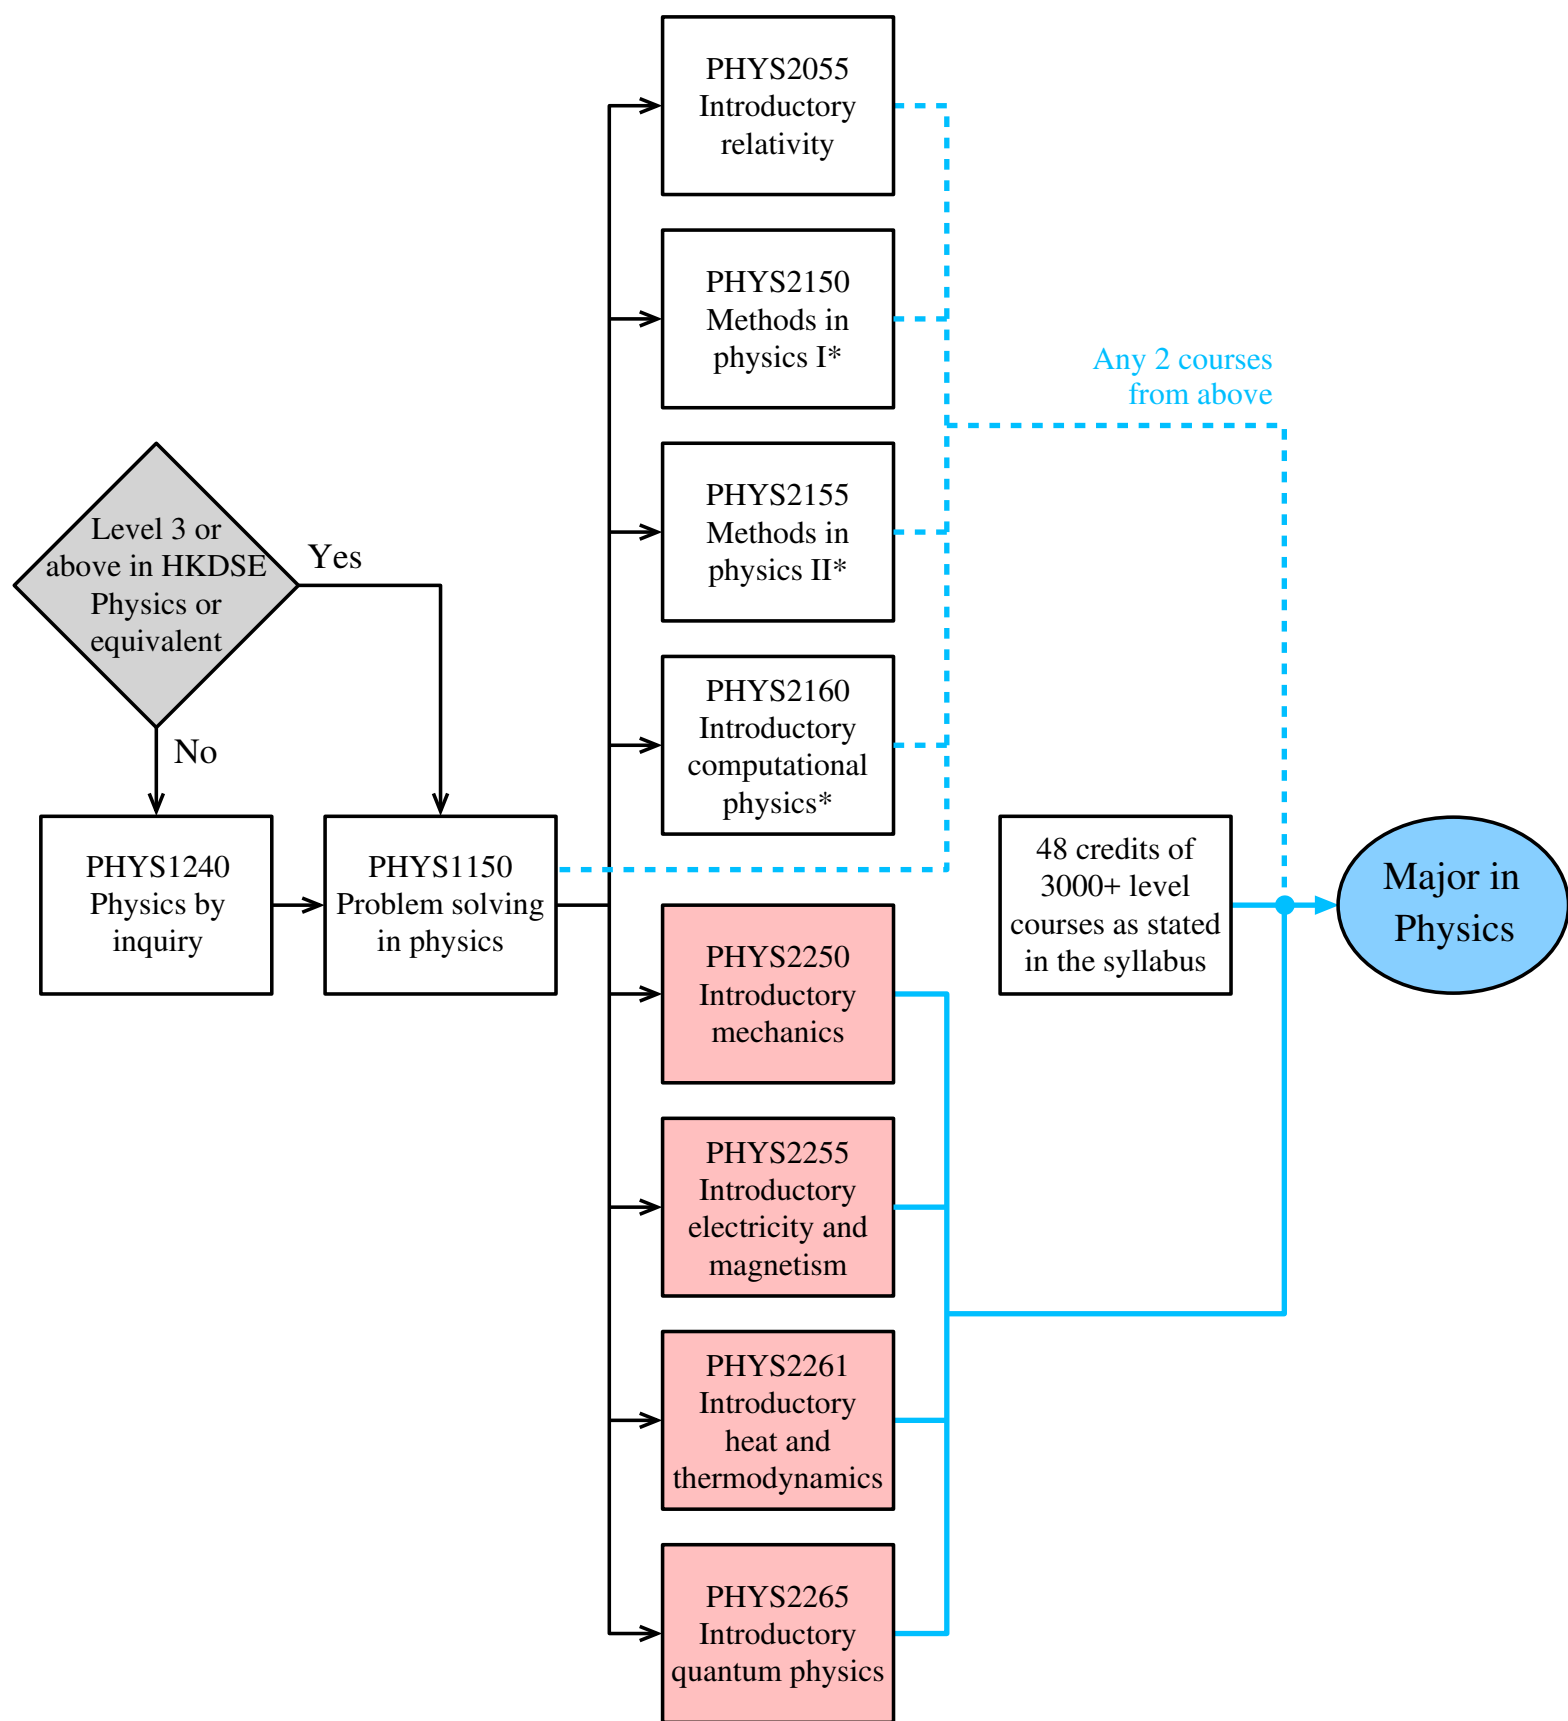 PHYS2055
Introductory
relativity
PHYS2150
Methods in
physics I*
Any 2 courses
from above
PHYS2155
Methods in
physics II*
Level 3 or
above in HKDSE
Physics or
equivalent
Yes
No
PHYS2160
Introductory
computational
physics*
PHYS1240
Physics by
inquiry
PHYS1150
Problem solving
in physics
48 credits of
3000+ level
courses as stated
in the syllabus
Major in
Physics
PHYS2250
Introductory
mechanics
PHYS2255
Introductory
electricity and
magnetism
PHYS2261
Introductory
heat and
thermodynamics
PHYS2265
Introductory
quantum physics